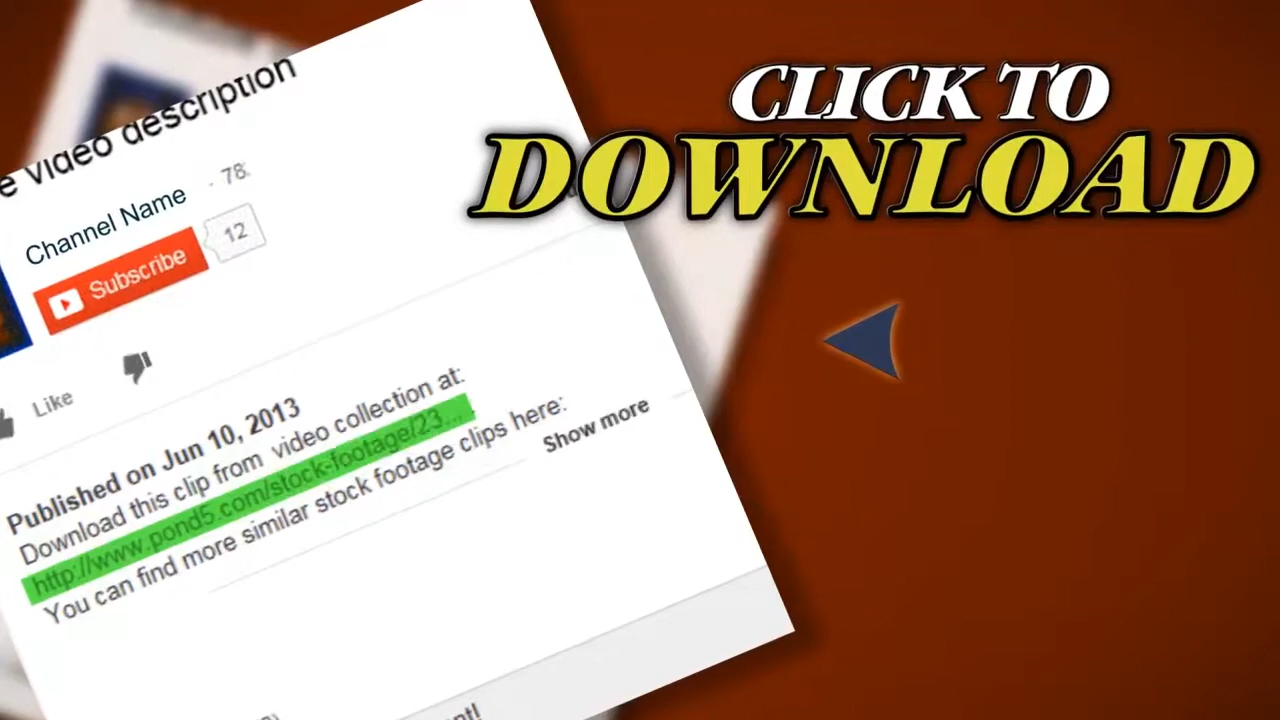 CLICK TO
DOWNLOAD
video description
Channel Name
Subscribe
12
Like
Published on Jun 10, 2013
Download this clip from video collection at:
http://www.pond5.com/stock-footage/23...
You can find more similar stock footage clips here:
Show more